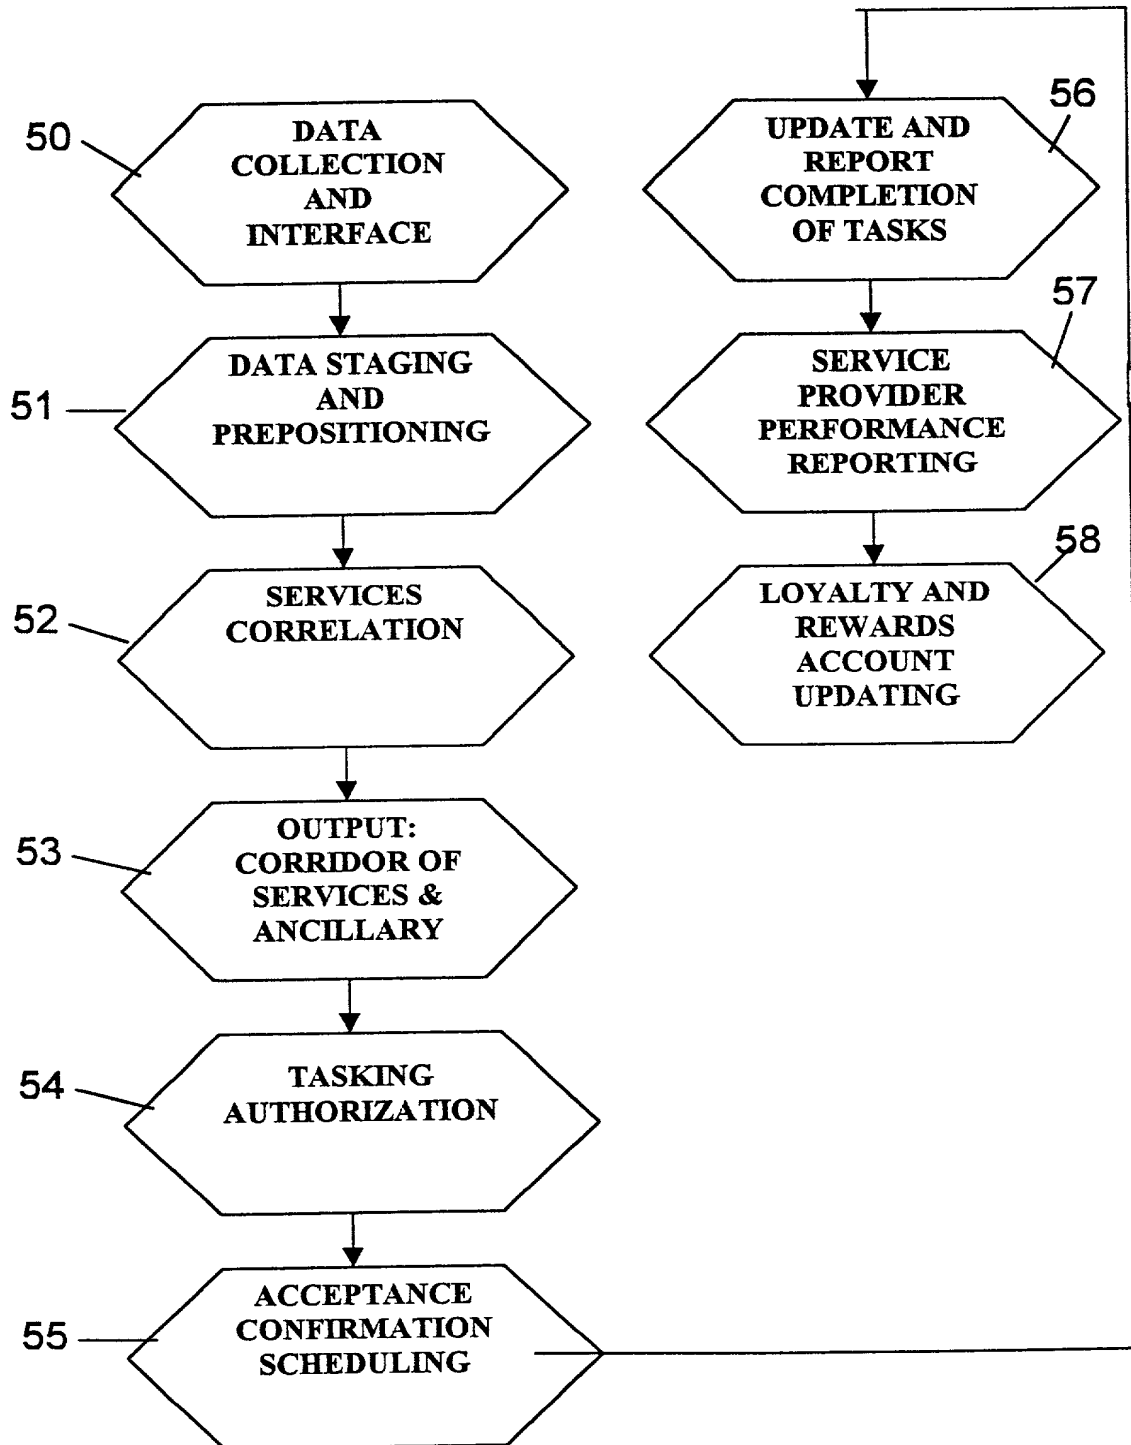 50
DATA
COLLECTION
AND
INTERFACE
51
DATA STAGING
AND
PREPOSITIONING
52
SERVICES
CORRELATION
53
OUTPUT:
CORRIDOR OF
SERVICES &
ANCILLARY
54
TASKING
AUTHORIZATION
55
ACCEPTANCE
CONFIRMATION
SCHEDULING
56
UPDATE AND
REPORT
COMPLETION
OF TASKS
57
SERVICE
PROVIDER
PERFORMANCE
REPORTING
58
LOYALTY AND
REWARDS
ACCOUNT
UPDATING